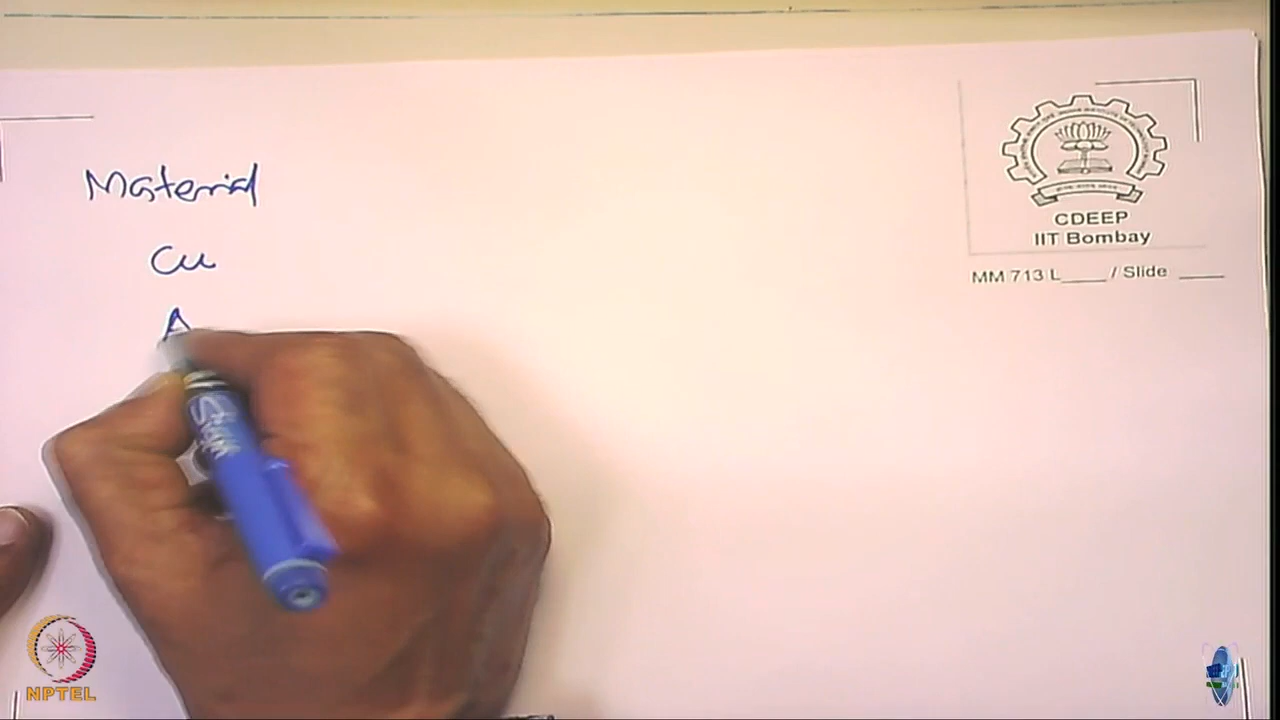 Material
Cu
A
CDEEP
IIT Bombay
MM 713 L____ / Slide ____
NPTEL